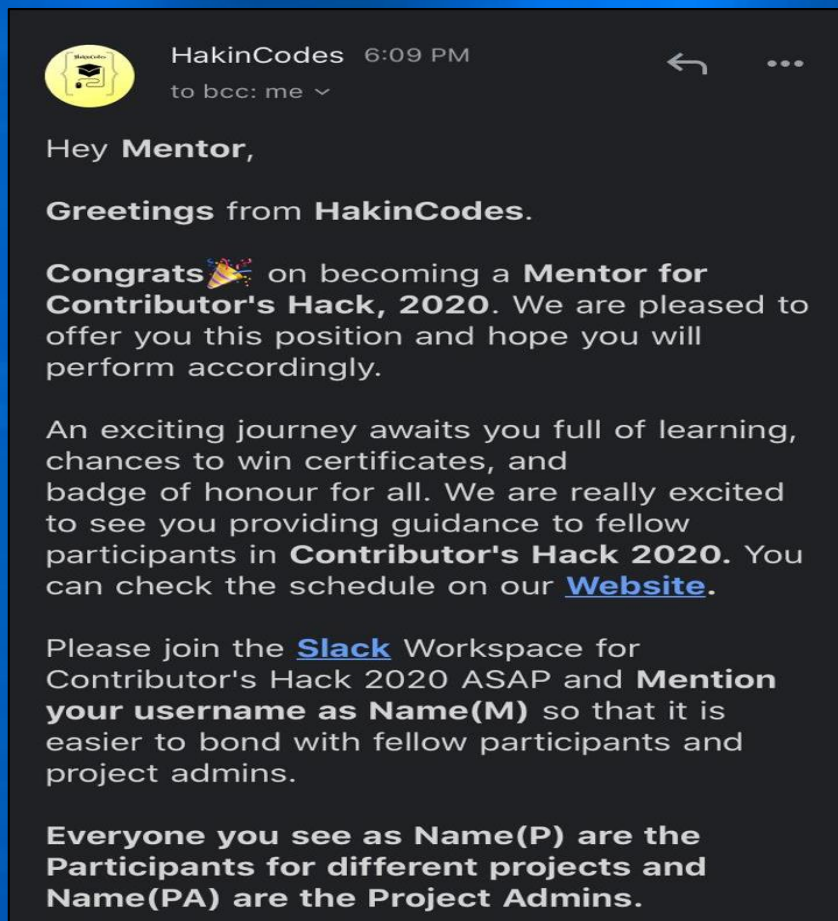 HakinCodes
HakinCodes 6:09 PM
to bcc: me
Hey Mentor,
Greetings from HakinCodes.
Congrats🎉 on becoming a Mentor for
Contributor's Hack, 2020. We are pleased to
offer you this position and hope you will
perform accordingly.
An exciting journey awaits you full of learning,
chances to win certificates, and
badge of honour for all. We are really excited
to see you providing guidance to fellow
participants in Contributor's Hack 2020. You
can check the schedule on our Website.
Please join the Slack Workspace for
Contributor's Hack 2020 ASAP and Mention
your username as Name(M) so that it is
easier to bond with fellow participants and
project admins.
Everyone you see as Name(P) are the
Participants for different projects and
Name(PA) are the Project Admins.